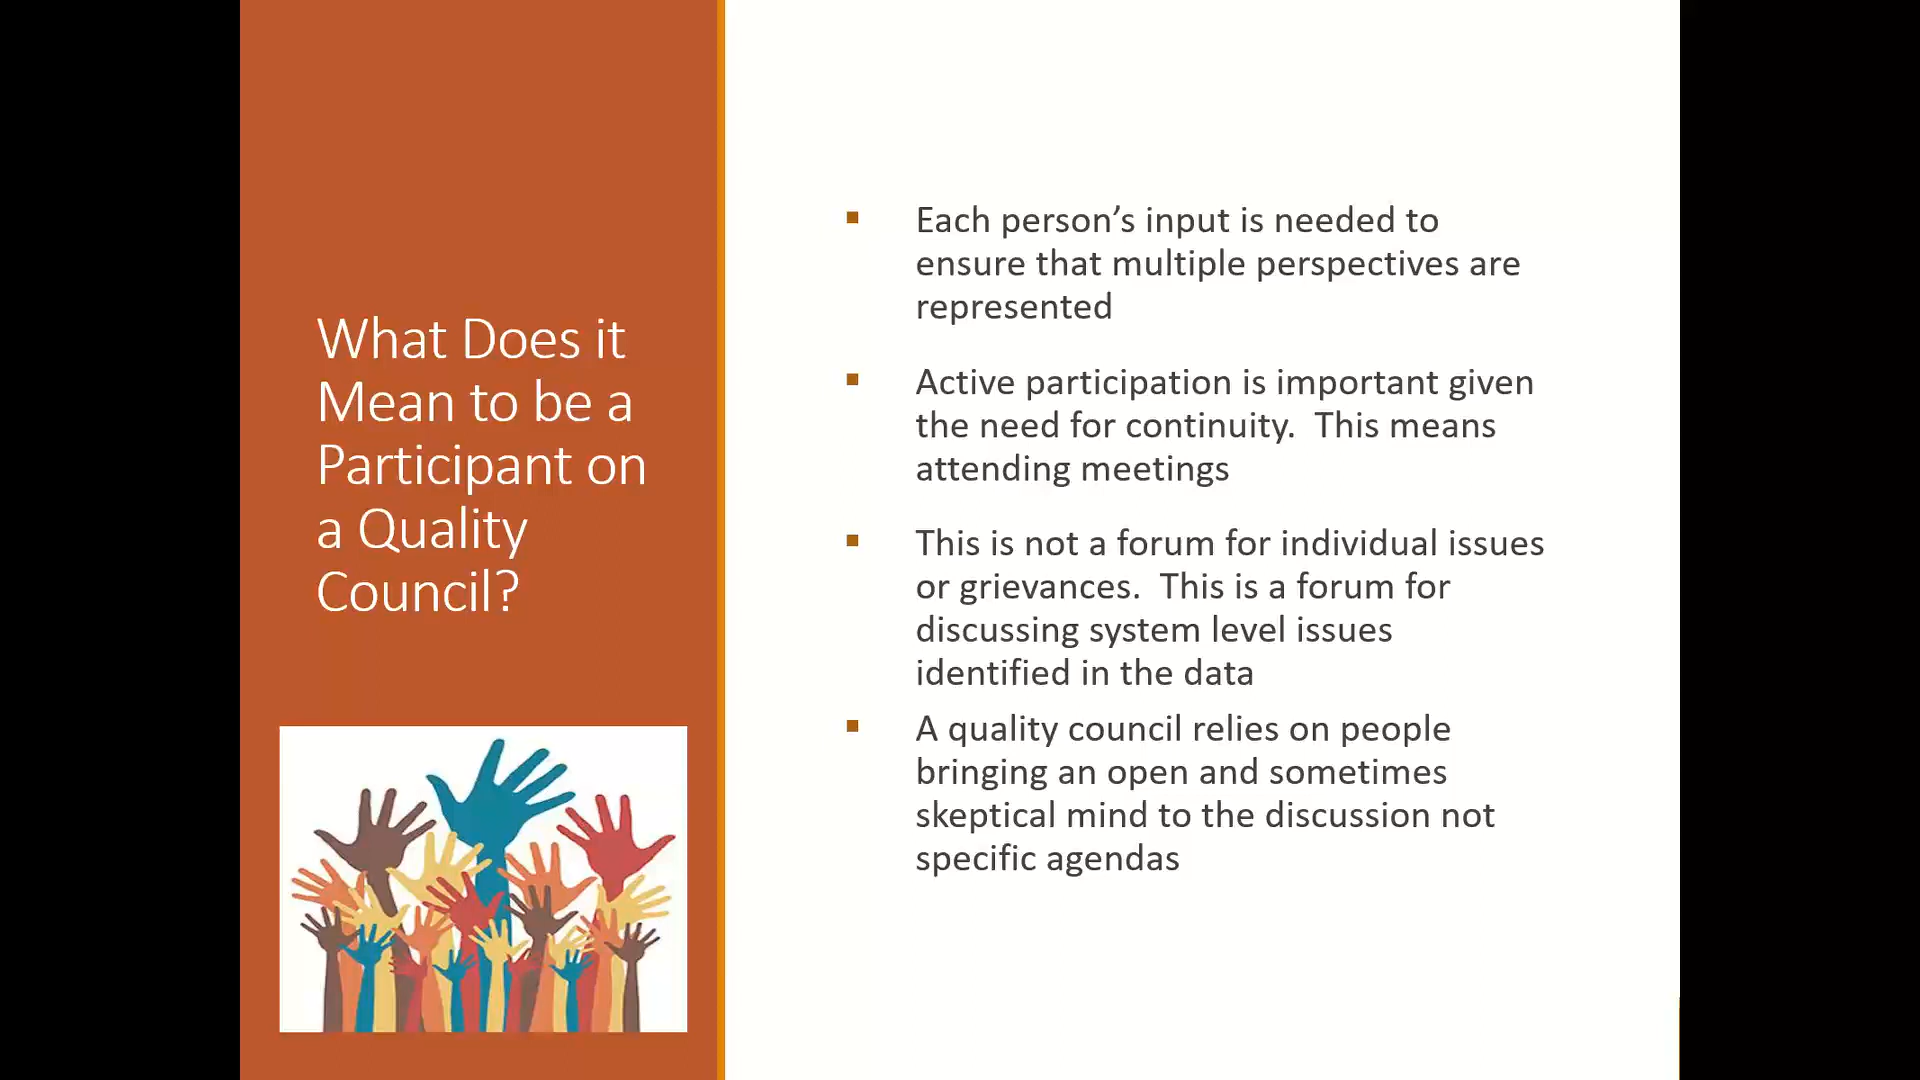 What Does it
Mean to be a
Participant on
a Quality
Council?
Each person’s input is needed to
ensure that multiple perspectives are
represented
Active participation is important given
the need for continuity.  This means
attending meetings
This is not a forum for individual issues
or grievances.  This is a forum for
discussing system level issues
identified in the data
A quality council relies on people
bringing an open and sometimes
skeptical mind to the discussion not
specific agendas